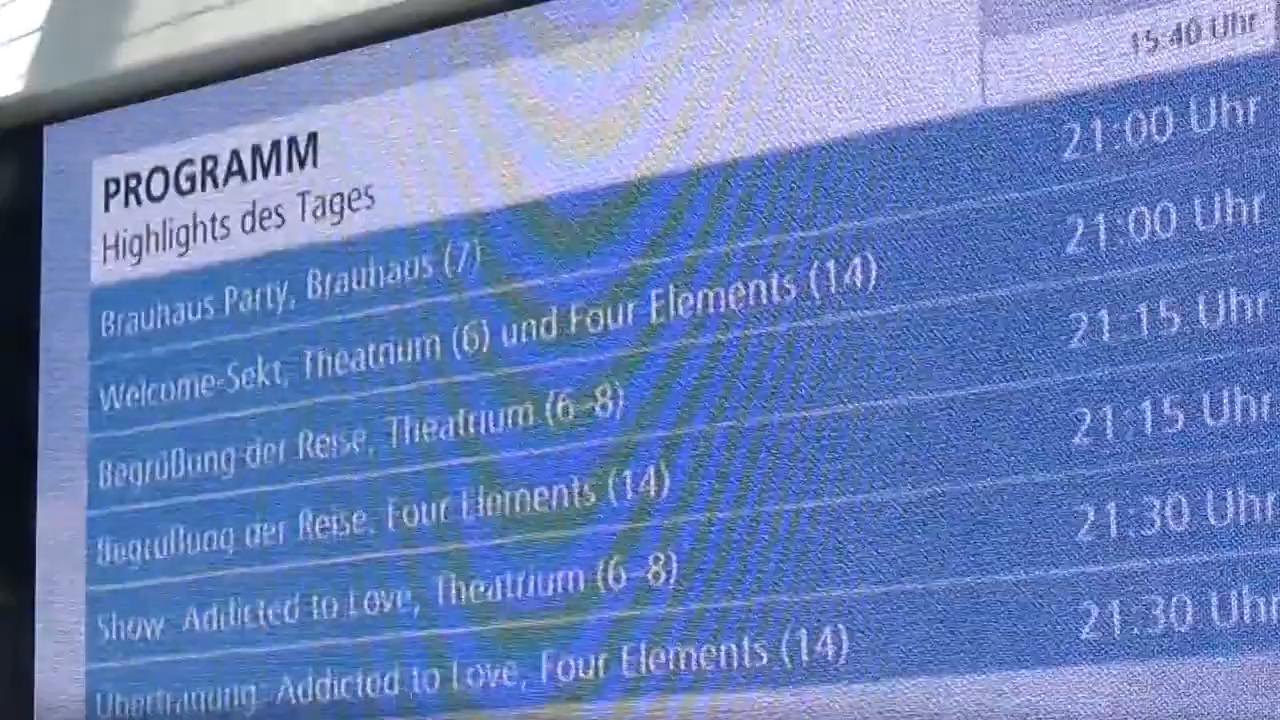 15:40 Uhr
PROGRAMM
Highlights des Tages
Brauhaus Party, Brauhaus (7) 21:00 Uhr
Welcome-Sekt, Theatrium (6) und Four Elements (14) 21:00 Uhr
Begrüßung der Reise, Theatrium (6-8) 21:15 Uhr
Begrüßung der Reise, Four Elements (14) 21:15 Uhr
Show: Addicted to Love, Theatrium (6-8) 21:30 Uhr
Übertragung: Addicted to Love, Four Elements (14) 21:30 Uhr